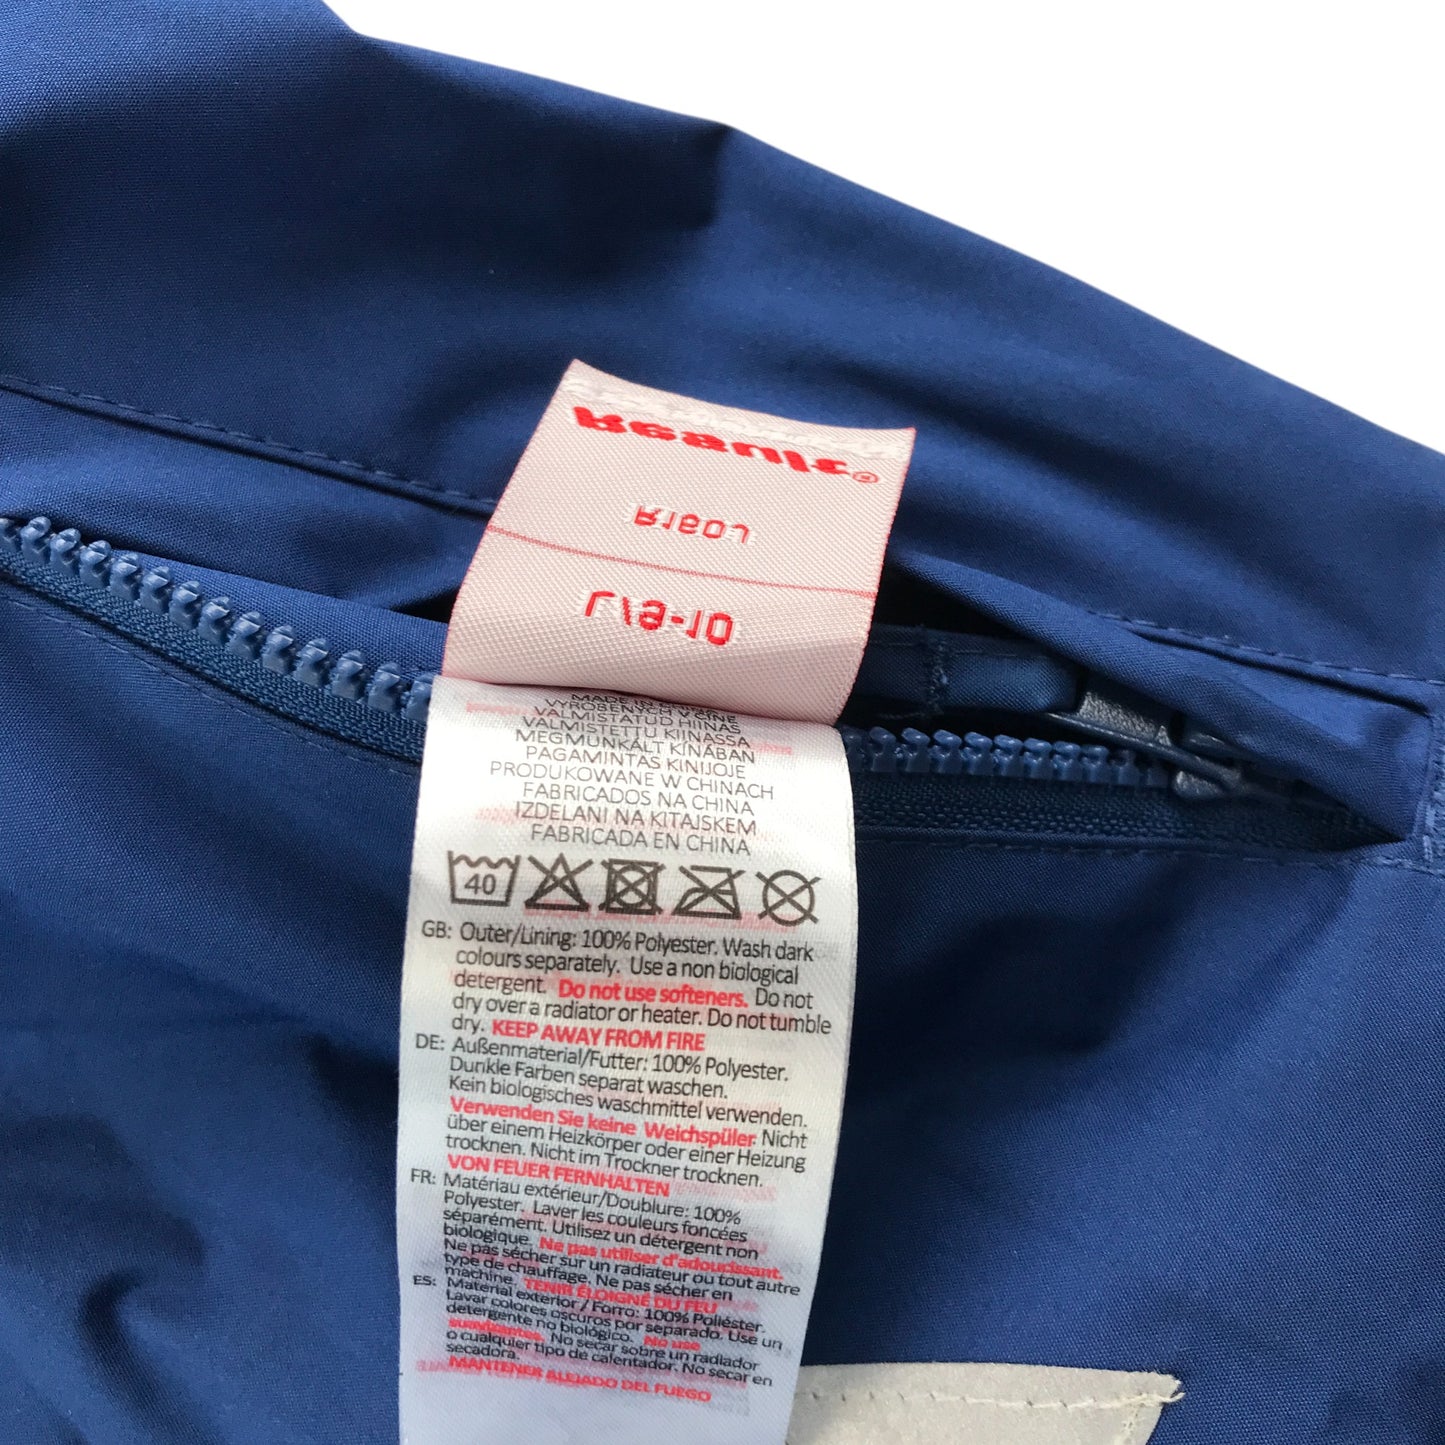 Result®
R160J
L/9-10
MADE IN
VYROBENÝCH V ČÍNĚ
VALMISTATUD HIINAS
VALMISTETTU KIINASSA
MEGMUNKÁLT KÍNÁBAN
PAGAMINTAS KINIJOJE
PRODUKOWANE W CHINACH
FABRICADOS NA CHINA
IZDELANI NA KITAJSKEM
FABRICADA EN CHINA
40
GB: Outer/Lining: 100% Polyester. Wash dark
colours separately. Use a non biological
detergent. Do not use softeners. Do not
dry over a radiator or heater. Do not tumble
dry. KEEP AWAY FROM FIRE
DE: Außenmaterial/Futter: 100% Polyester.
Dunkle Farben separat waschen.
Kein biologisches waschmittel verwenden.
Verwenden Sie keine Weichspüler. Nicht
über einem Heizkörper oder einer Heizung
trocknen. Nicht im Trockner trocknen.
VON FEUER FERNHALTEN
FR: Matériau extérieur/Doublure: 100%
Polyester. Laver les couleurs foncées
séparément. Utilisez un détergent non
biologique. Ne pas utiliser d'adoucissant.
Ne pas sécher sur un radiateur ou tout autre
type de chauffage. Ne pas sécher en
machine. TENIR ÉLOIGNÉ DU FEU
ES: Material exterior / Forro: 100% Poliéster.
Lavar colores oscuros por separado. Use un
detergente no biológico. No use
suavizantes. No secar sobre un radiador
o cualquier tipo de calentador. No secar en
secadora.
MANTENER ALEJADO DEL FUEGO